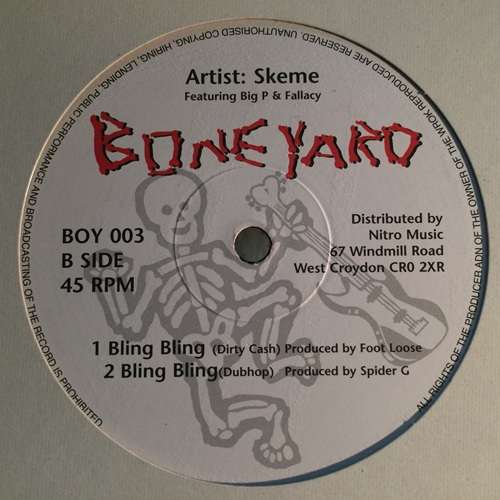 Artist: Skeme
Featuring Big P & Fallacy
BONEYARD
BOY 003
B SIDE
45 RPM
Distributed by
Nitro Music
67 Windmill Road
West Croydon CR0 2XR
1 Bling Bling (Dirty Cash) Produced by Foot Loose
2 Bling Bling(Dubhop) Produced by Spider G
ALL RIGHTS OF THE PRODUCER ADN OF THE OWNER OF THE WROK REPRODUCED ARE RESERVED. UNAUTHORISED COPYING, HIRING, LENDING, PUBLIC PERFORMANCE AND BROADCASTING OF THE RECORD IS PROHIBITED